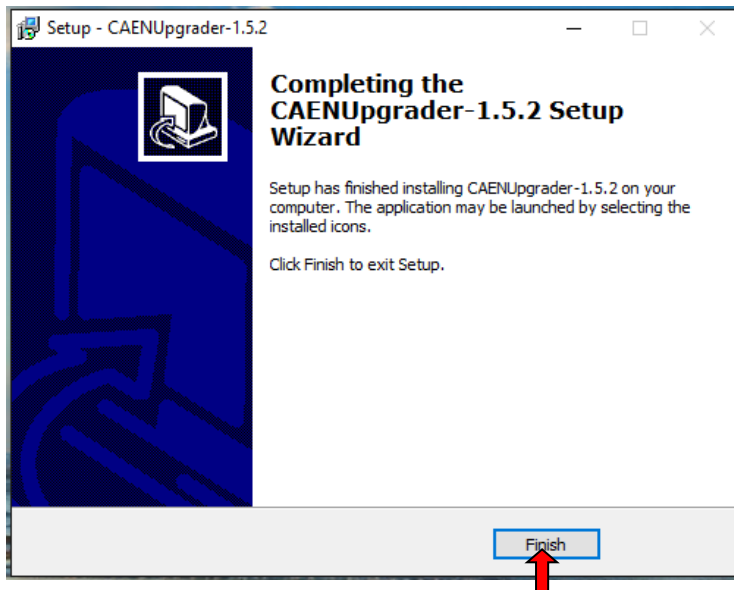 Setup - CAENUpgrader-1.5.2
Completing the
CAENUpgrader-1.5.2 Setup
Wizard
Setup has finished installing CAENUpgrader-1.5.2 on your
computer. The application may be launched by selecting the
installed icons.
Click Finish to exit Setup.
Finish